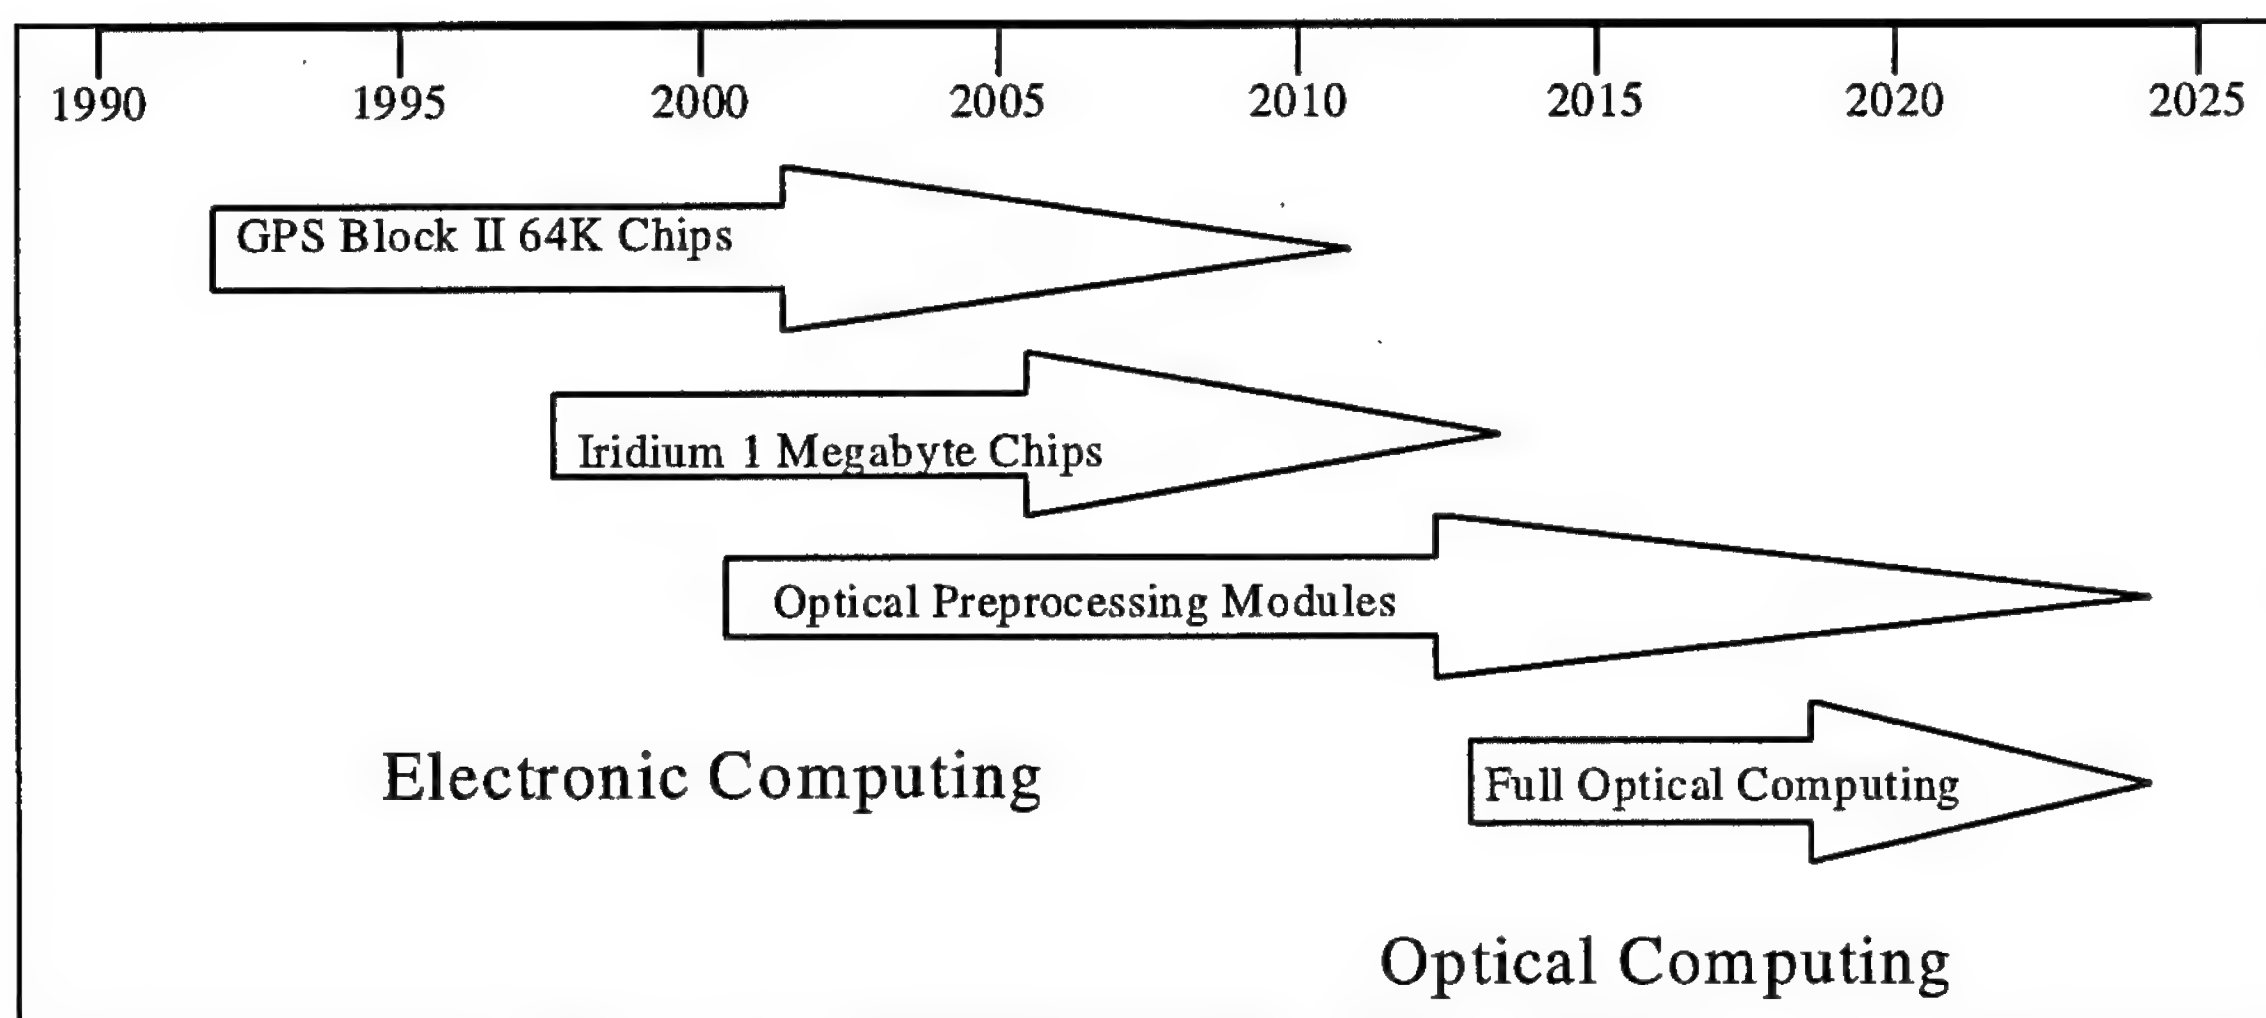 1990 1995 2000 2005 2010 2015 2020 2025
GPS Block II 64K Chips
Iridium 1 Megabyte Chips
Optical Preprocessing Modules
Electronic Computing
Full Optical Computing
Optical Computing